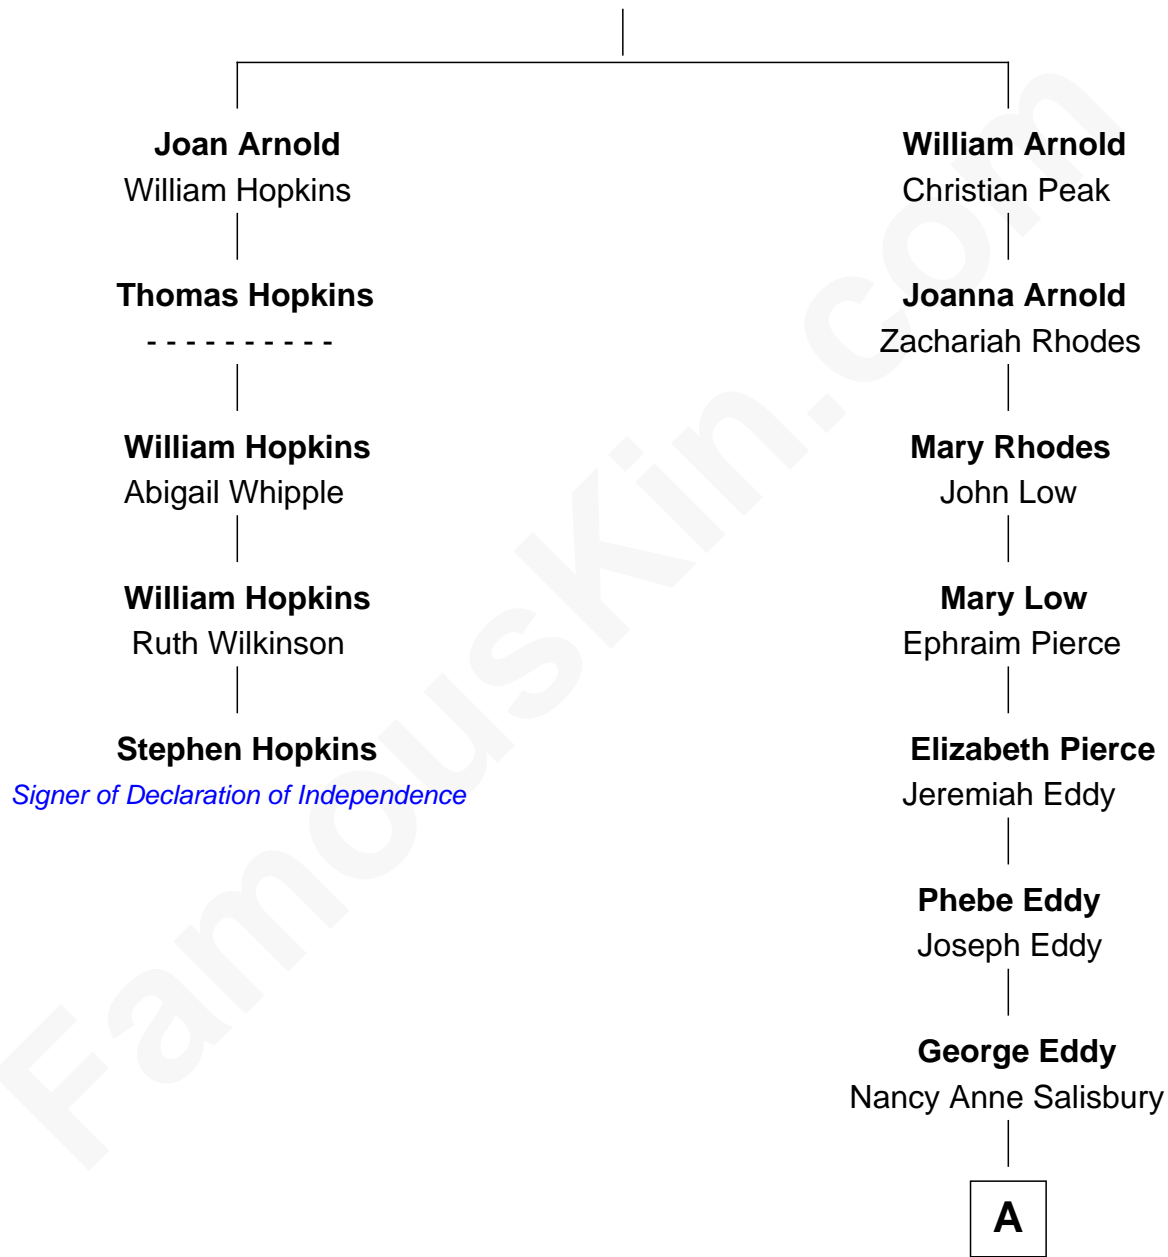 Joan Arnold
William Hopkins
Thomas Hopkins
- - - - - - - - - -
William Hopkins
Abigail Whipple
William Hopkins
Ruth Wilkinson
Stephen Hopkins
Signer of Declaration of Independence
William Arnold
Christian Peak
Joanna Arnold
Zachariah Rhodes
Mary Rhodes
John Low
Mary Low
Ephraim Pierce
Elizabeth Pierce
Jeremiah Eddy
Phebe Eddy
Joseph Eddy
George Eddy
Nancy Anne Salisbury
A
FamousKin.com